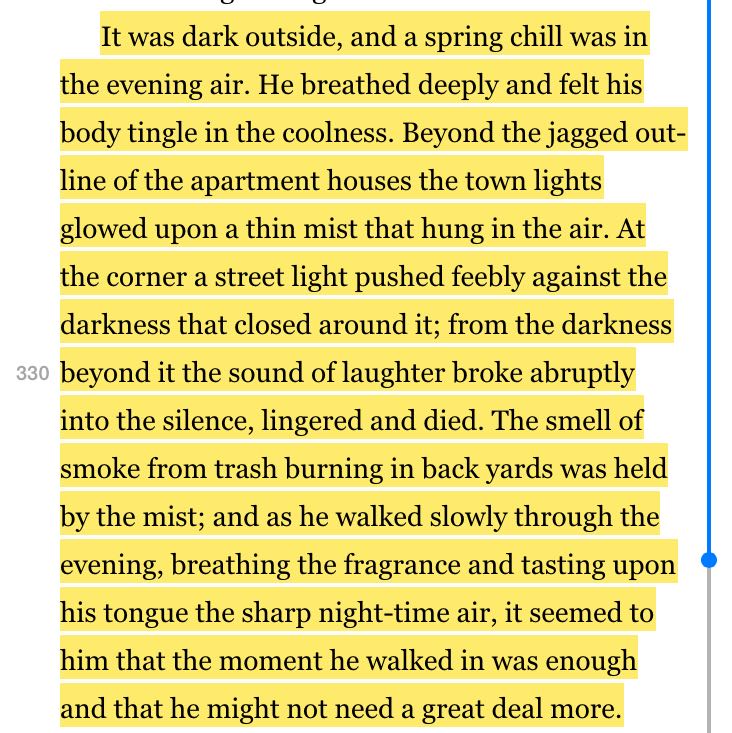 It was dark outside, and a spring chill was in
the evening air. He breathed deeply and felt his
body tingle in the coolness. Beyond the jagged out-
line of the apartment houses the town lights
glowed upon a thin mist that hung in the air. At
the corner a street light pushed feebly against the
darkness that closed around it; from the darkness
330 beyond it the sound of laughter broke abruptly
into the silence, lingered and died. The smell of
smoke from trash burning in back yards was held
by the mist; and as he walked slowly through the
evening, breathing the fragrance and tasting upon
his tongue the sharp night-time air, it seemed to
him that the moment he walked in was enough
and that he might not need a great deal more.